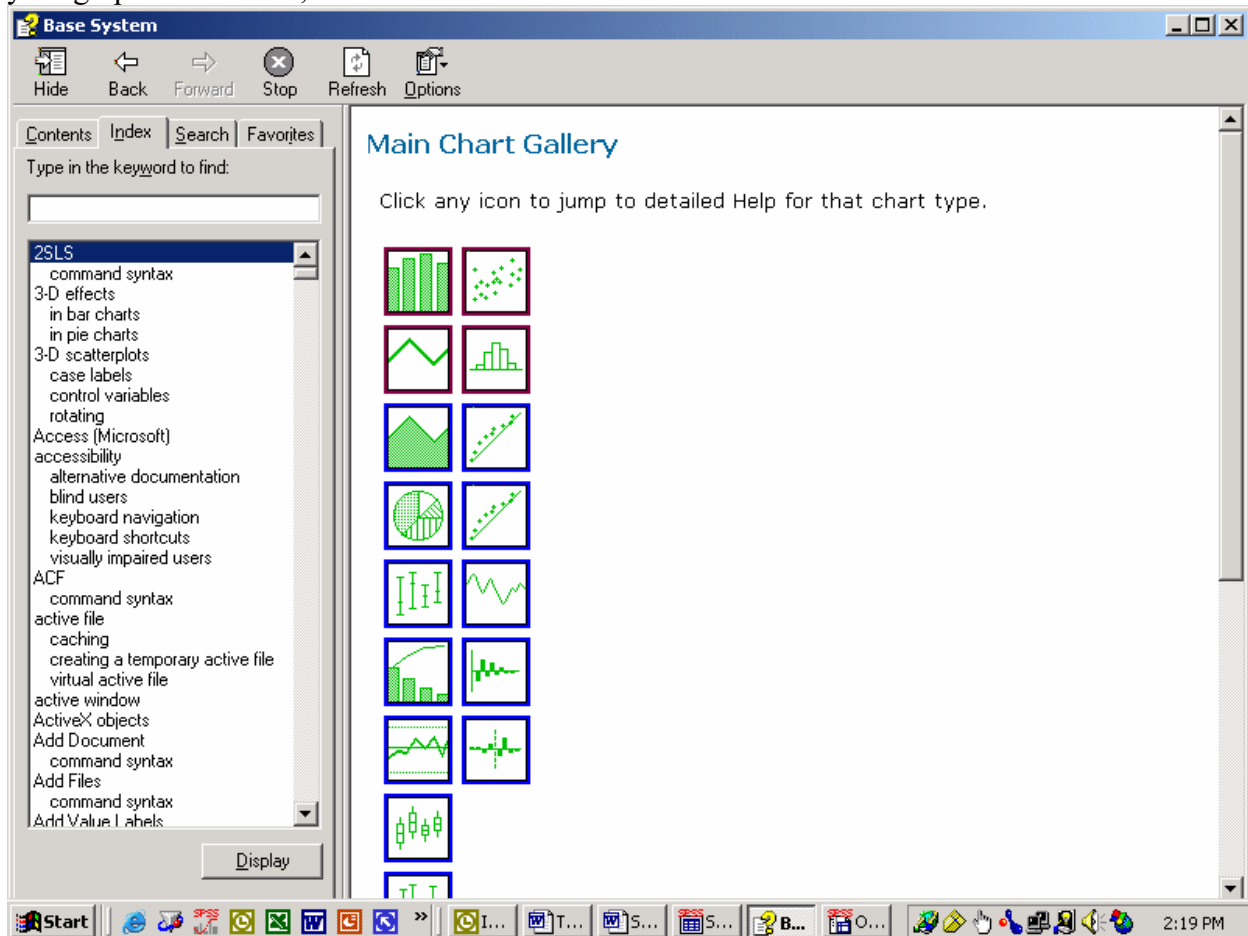 Base System
Hide Back Forward Stop Refresh Options
Contents Index Search Favorites
Type in the keyword to find:
2SLS
command syntax
3-D effects
in bar charts
in pie charts
3-D scatterplots
case labels
control variables
rotating
Access (Microsoft)
accessibility
alternative documentation
blind users
keyboard navigation
keyboard shortcuts
visually impaired users
ACF
command syntax
active file
caching
creating a temporary active file
virtual active file
active window
ActiveX objects
Add Document
command syntax
Add Files
command syntax
Add Value Labels
Display
Main Chart Gallery
Click any icon to jump to detailed Help for that chart type.
Start » I... T... S... S... B... O... 2:19 PM